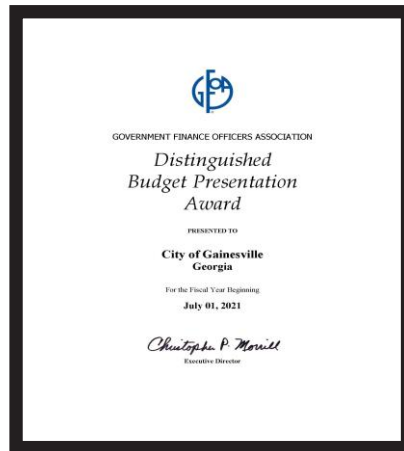 GFOA
GOVERNMENT FINANCE OFFICERS ASSOCIATION
Distinguished
Budget Presentation
Award
PRESENTED TO
City of Gainesville
Georgia
For the Fiscal Year Beginning
July 01, 2021
Christopher P. Morrill
Executive Director